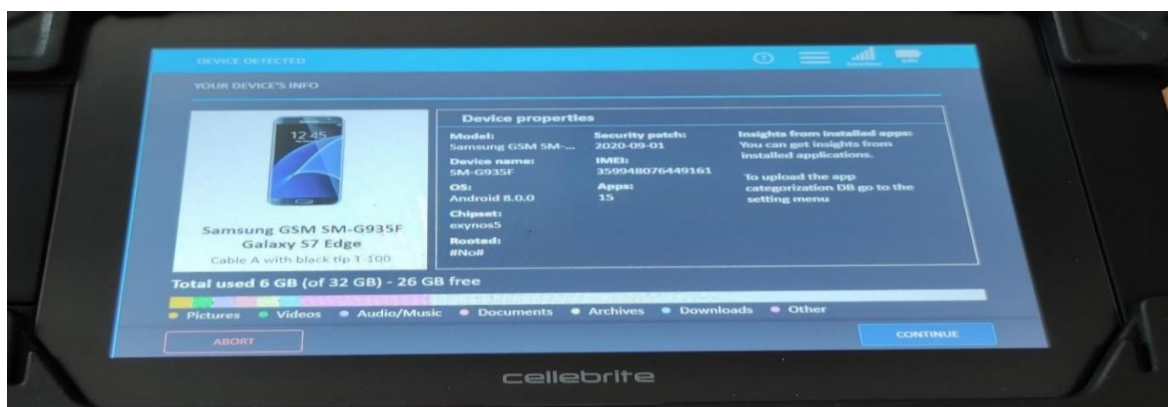 DEVICE DETECTED
YOUR DEVICE'S INFO
12:45
Samsung GSM SM-G935F
Galaxy S7 Edge
Cable A with black tip T-100
Device properties
Model:
Samsung GSM SM-...
Device name:
SM-G935F
OS:
Android 8.0.0
Chipset:
exynos5
Rooted:
#No#
Security patch:
2020-09-01
IMEI:
359948076449161
Apps:
15
Insights from installed apps:
You can get insights from
installed applications.
To upload the app
categorization DB go to the
setting menu
Total used 6 GB (of 32 GB) - 26 GB free
Pictures Videos Audio/Music Documents Archives Downloads Other
ABORT
CONTINUE
cellebrite